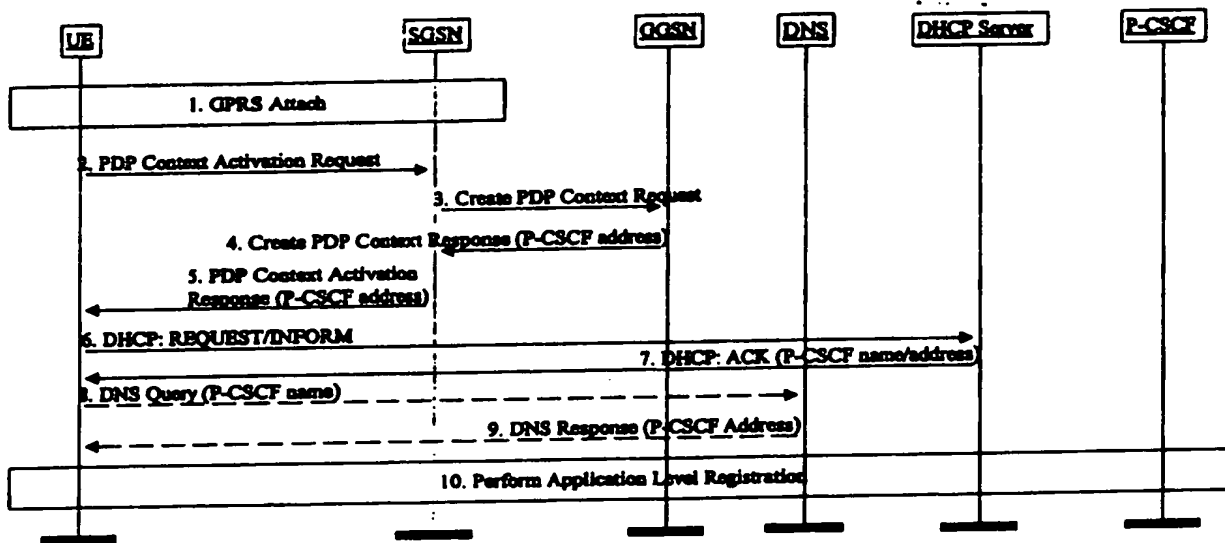 UE
SGSN
GGSN
DNS
DHCP Server
P-CSCF
1. GPRS Attach
2. PDP Context Activation Request
3. Create PDP Context Request
4. Create PDP Context Response (P-CSCF address)
5. PDP Context Activation
Response (P-CSCF address)
6. DHCP: REQUEST/INFORM
7. DHCP: ACK (P-CSCF name/address)
8. DNS Query (P-CSCF name)
9. DNS Response (P-CSCF Address)
10. Perform Application Level Registration